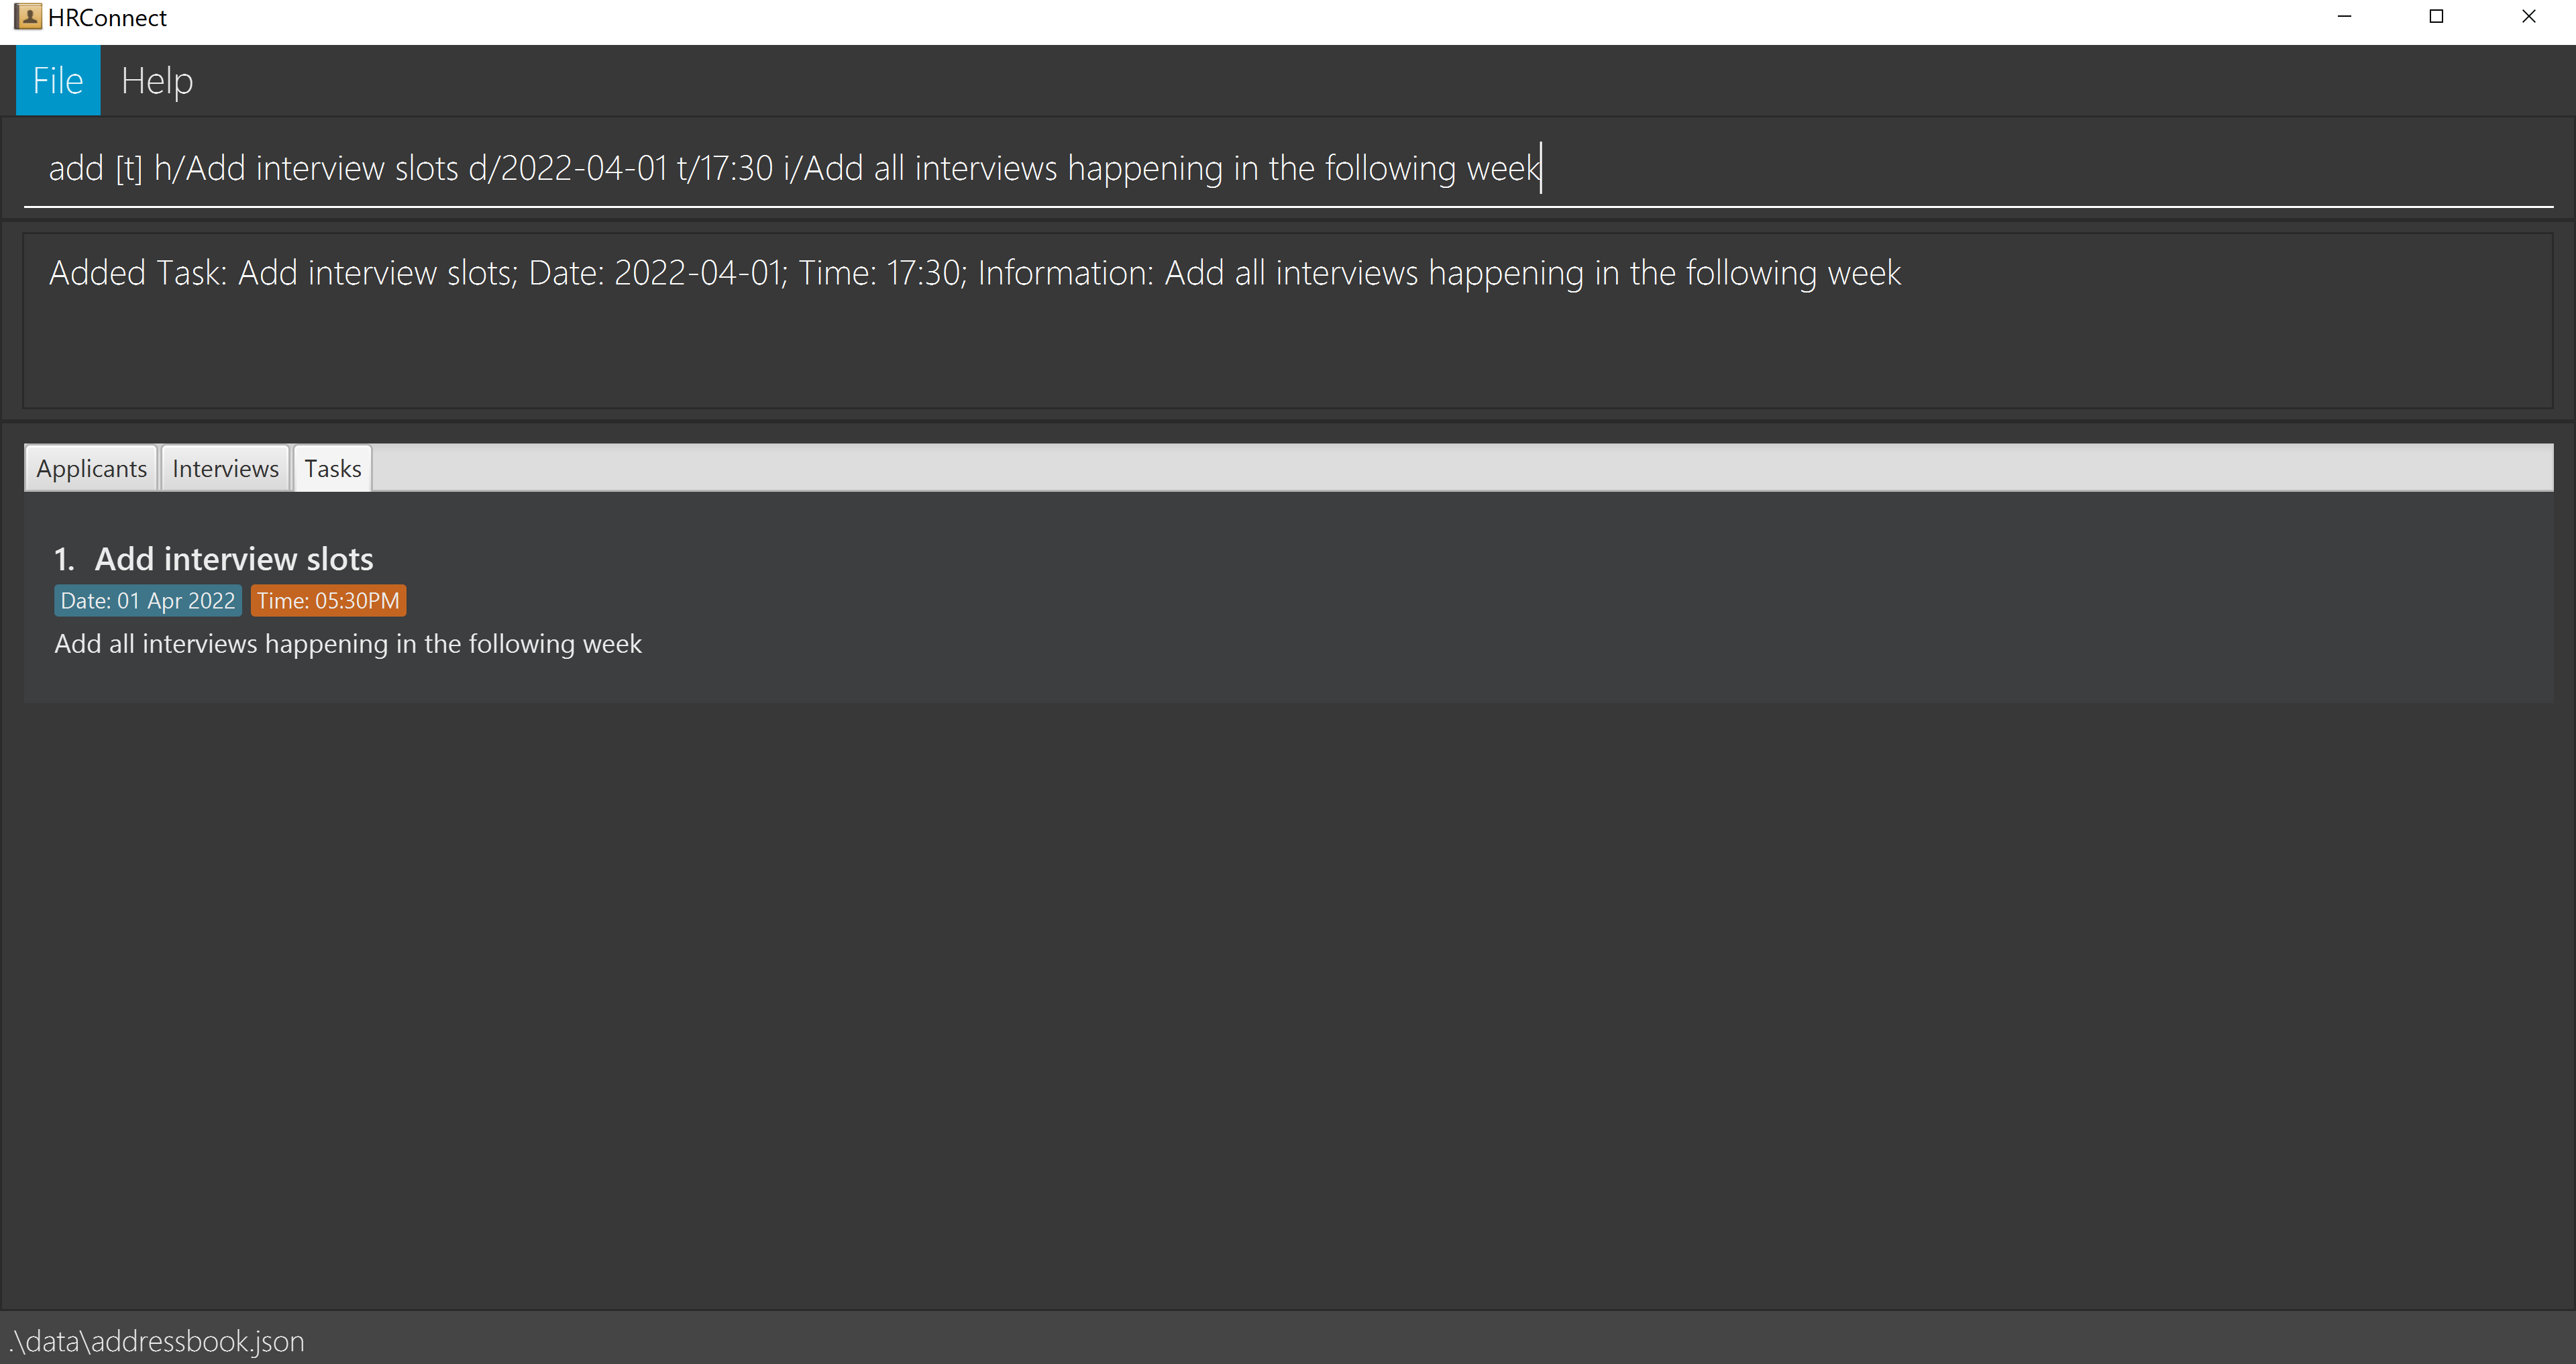 HRConnect
File Help
add [t] h/Add interview slots d/2022-04-01 t/17:30 i/Add all interviews happening in the following week
Added Task: Add interview slots; Date: 2022-04-01; Time: 17:30; Information: Add all interviews happening in the following week
Applicants Interviews Tasks
1. Add interview slots
Date: 01 Apr 2022 Time: 05:30PM
Add all interviews happening in the following week
.\data\addressbook.json